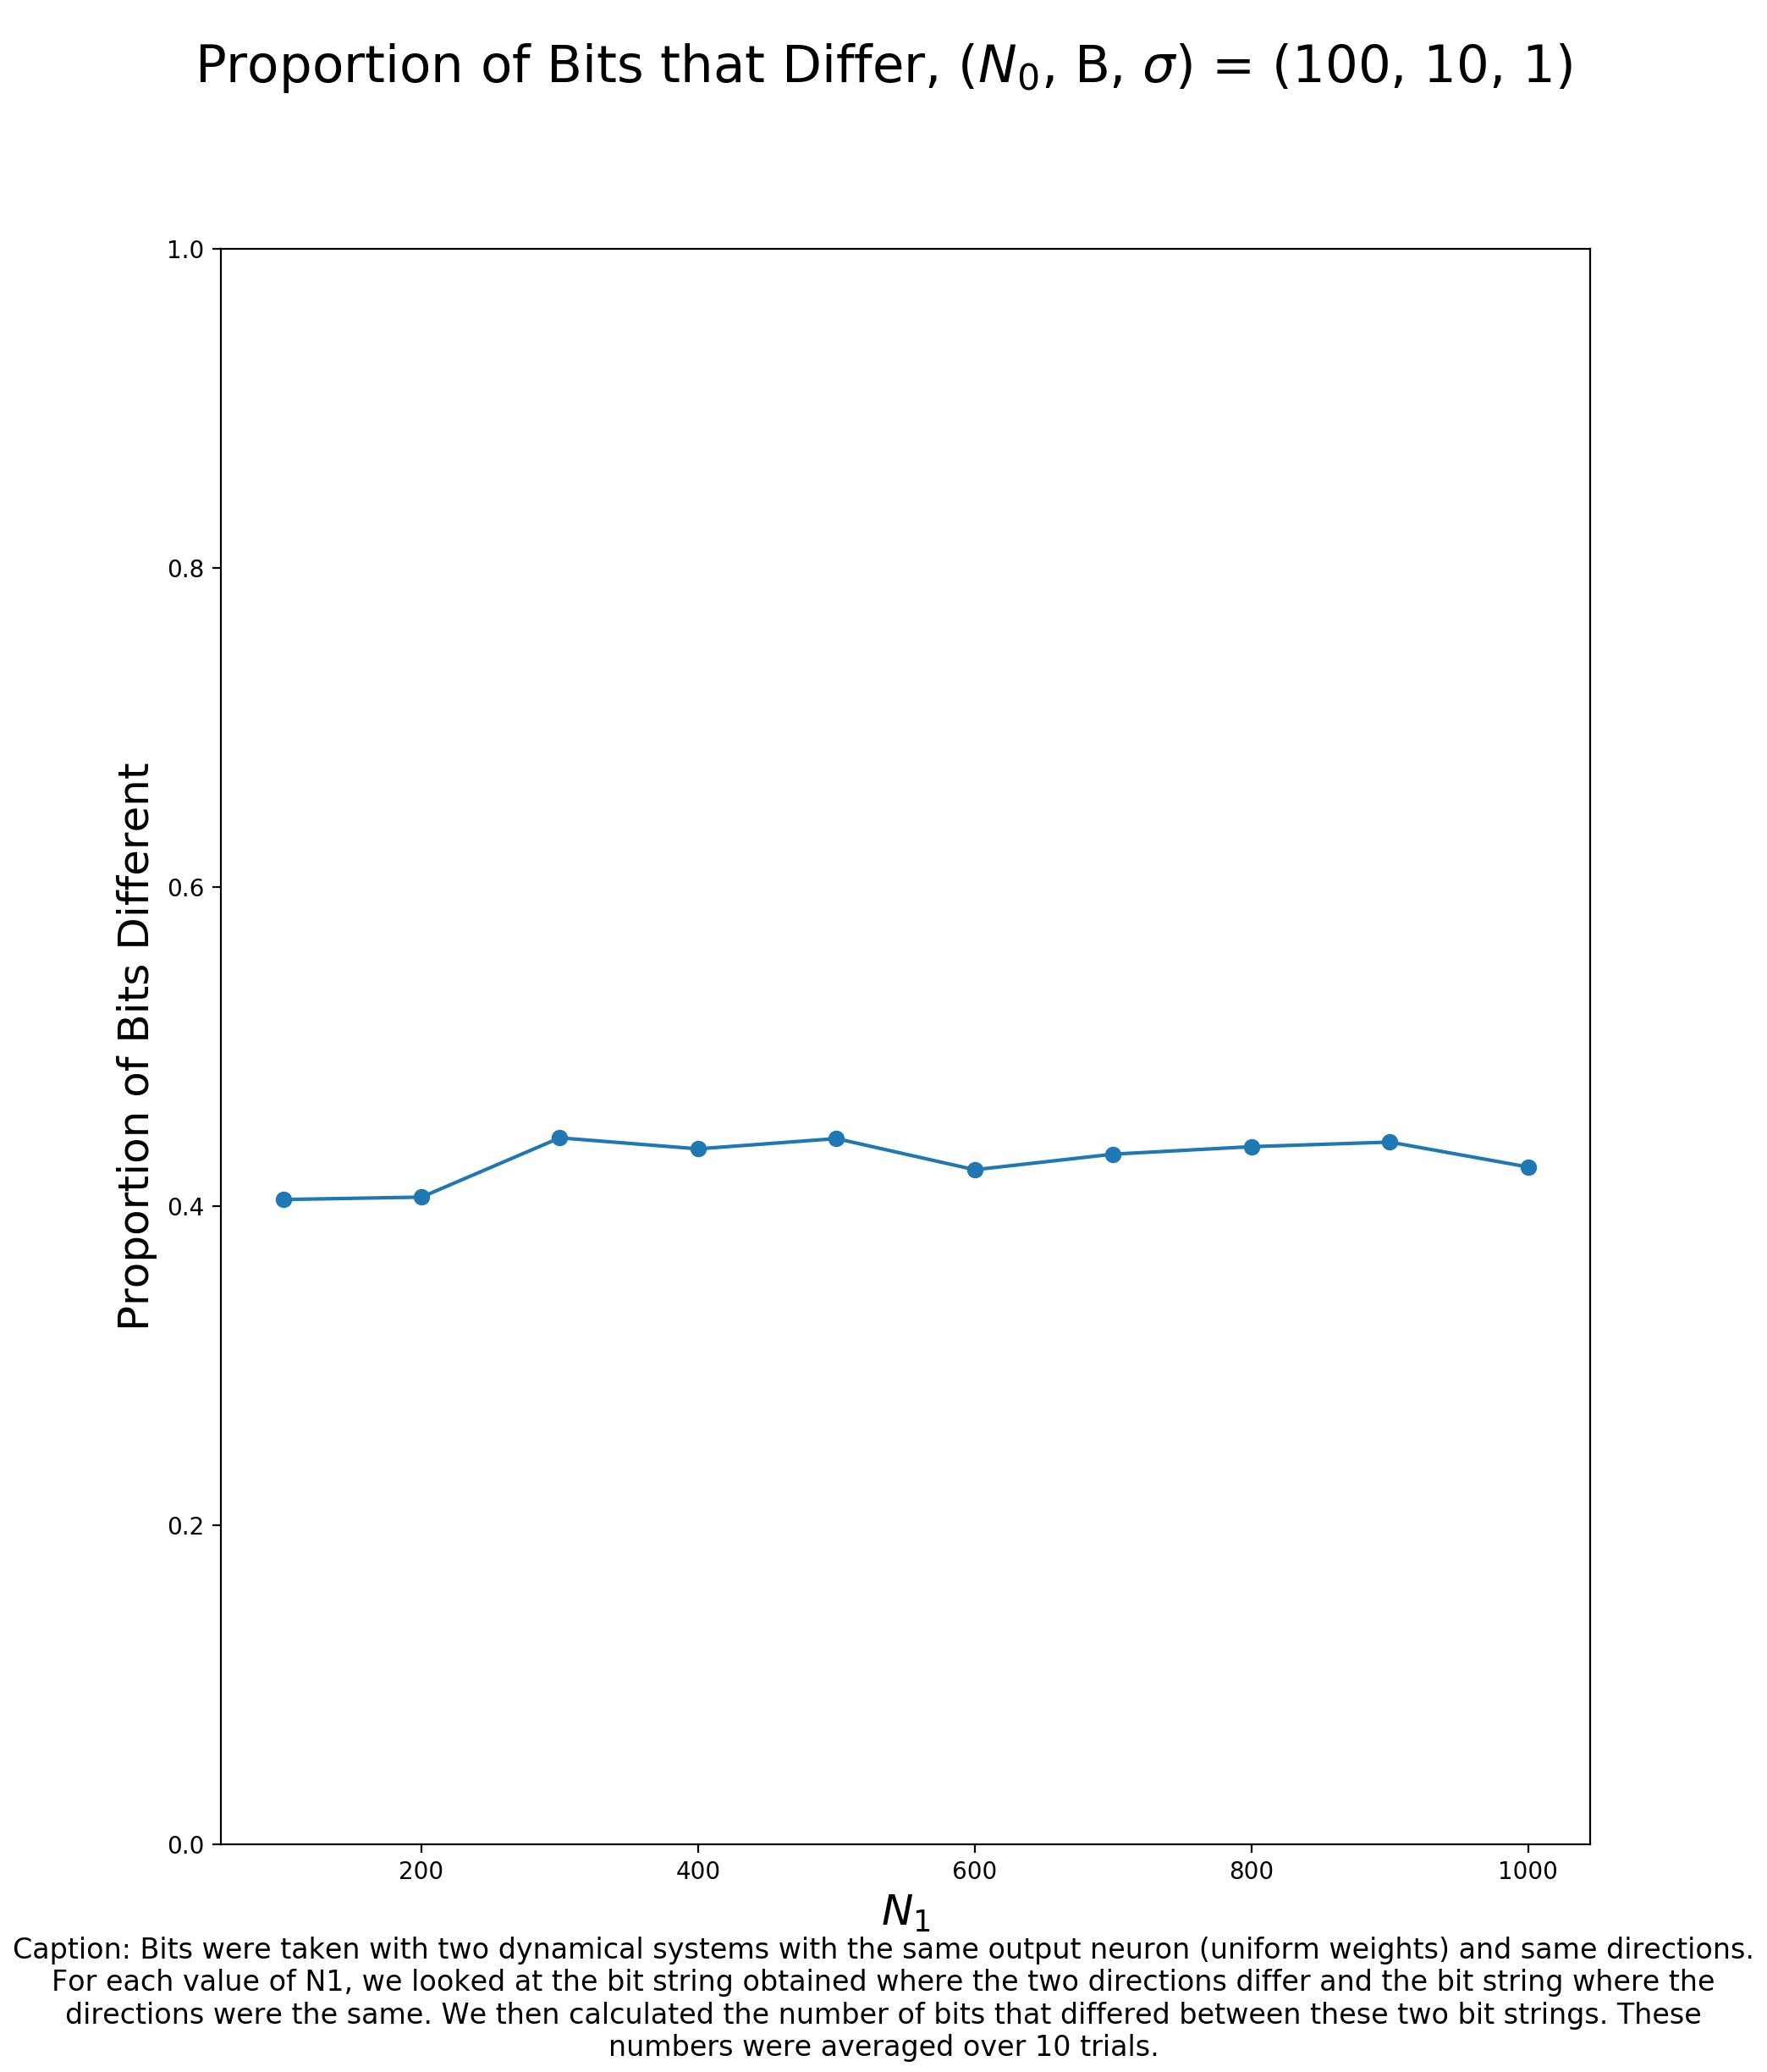 Proportion of Bits that Differ, (N₀, B, σ) = (100, 10, 1)
1.0
0.8
0.6
0.4
0.2
0.0
Proportion of Bits Different
200 400 600 800 1000
N₁
Caption: Bits were taken with two dynamical systems with the same output neuron (uniform weights) and same directions.
For each value of N1, we looked at the bit string obtained where the two directions differ and the bit string where the
directions were the same. We then calculated the number of bits that differed between these two bit strings. These
numbers were averaged over 10 trials.